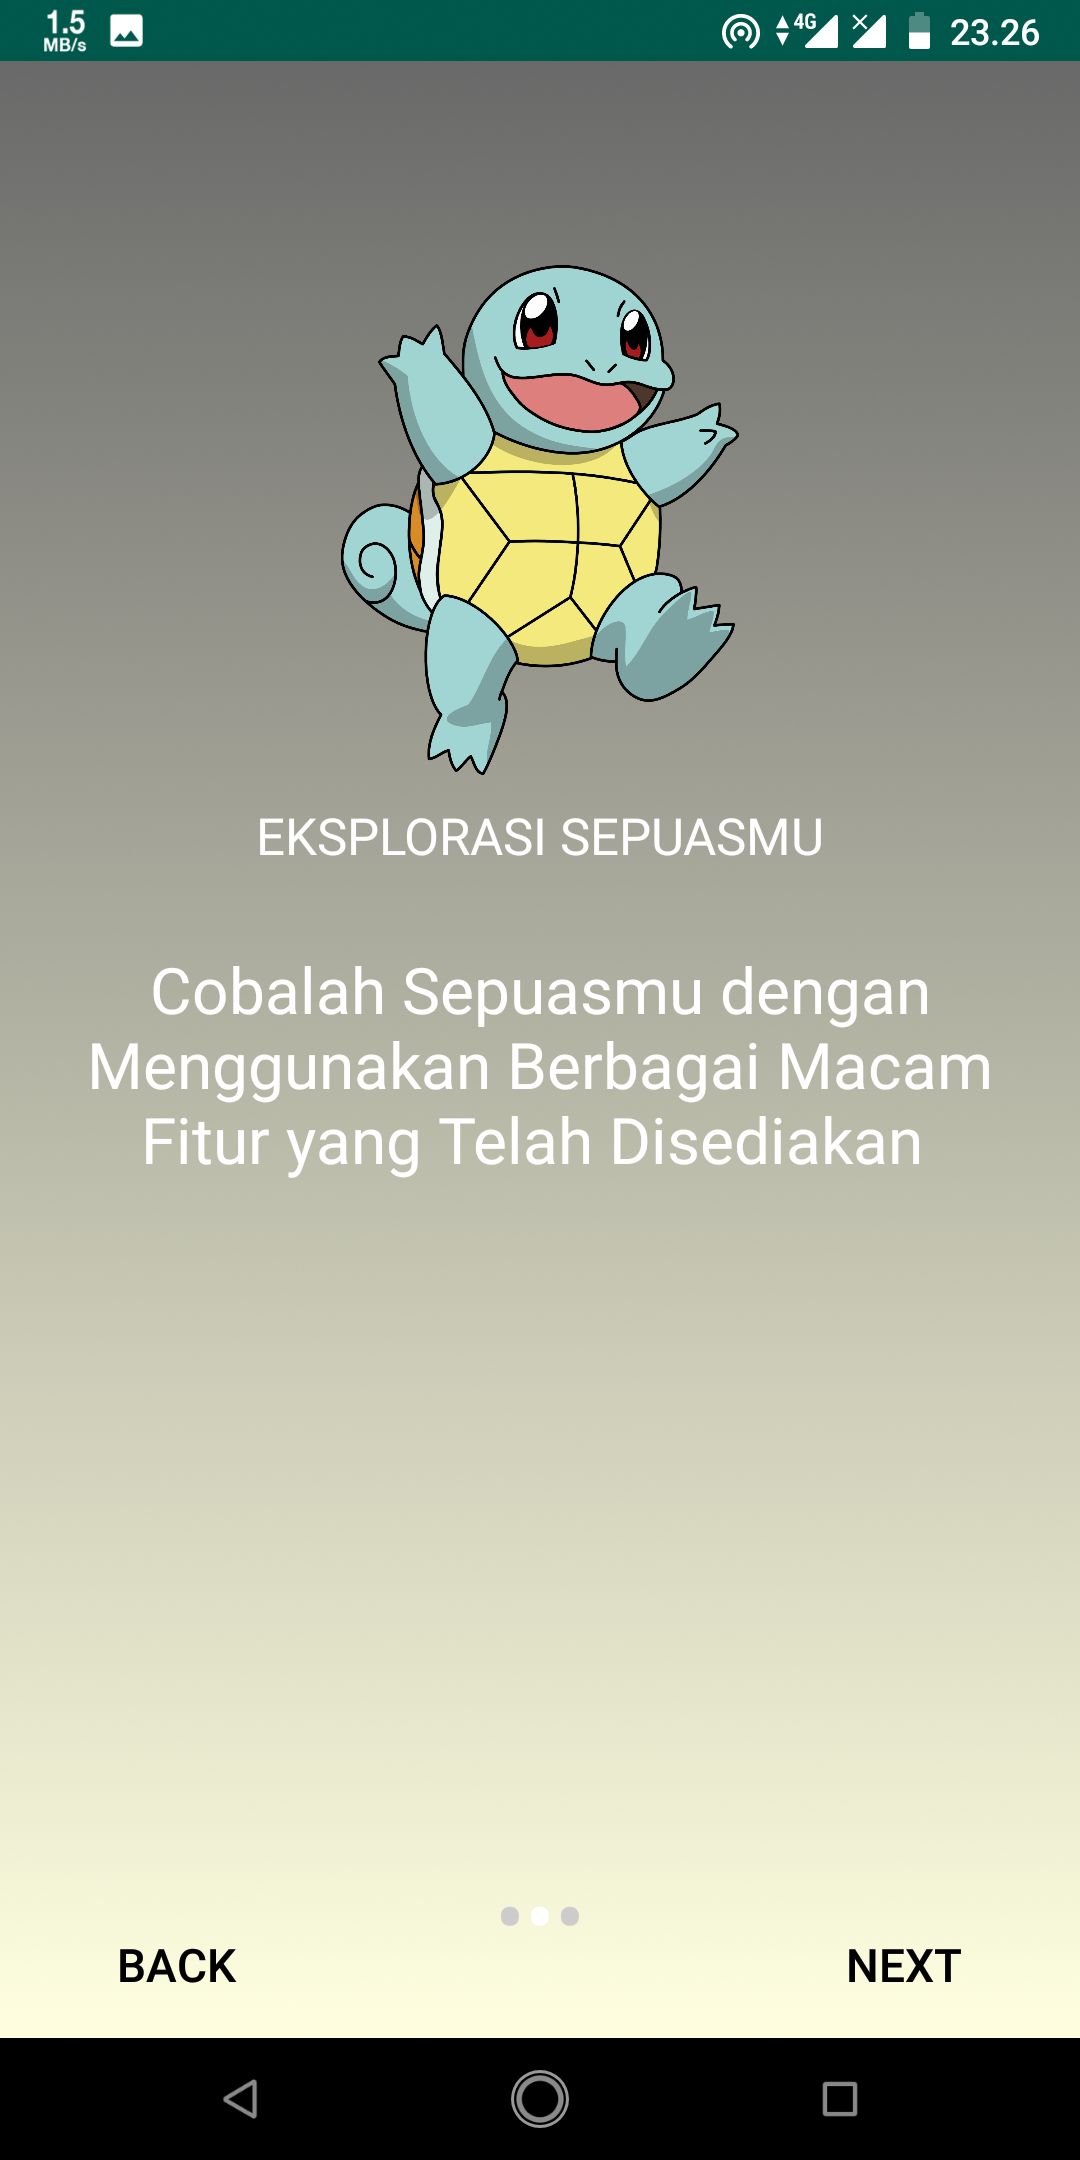 1.5
MB/s
4G
23.26
EKSPLORASI SEPUASMU
Cobalah Sepuasmu dengan
Menggunakan Berbagai Macam
Fitur yang Telah Disediakan
BACK
NEXT